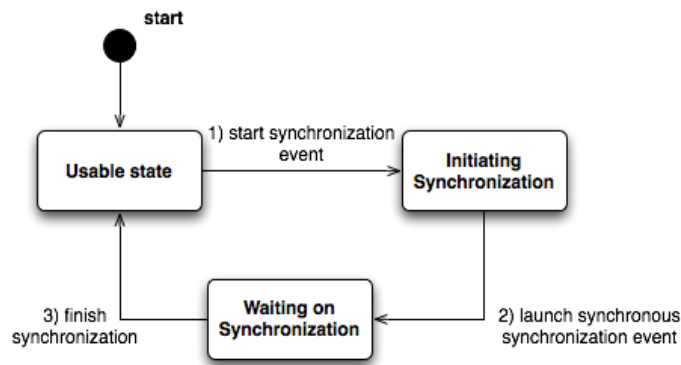 start
1) start synchronization
event
Usable state
Initiating
Synchronization
Waiting on
Synchronization
3) finish
synchronization
2) launch synchronous
synchronization event